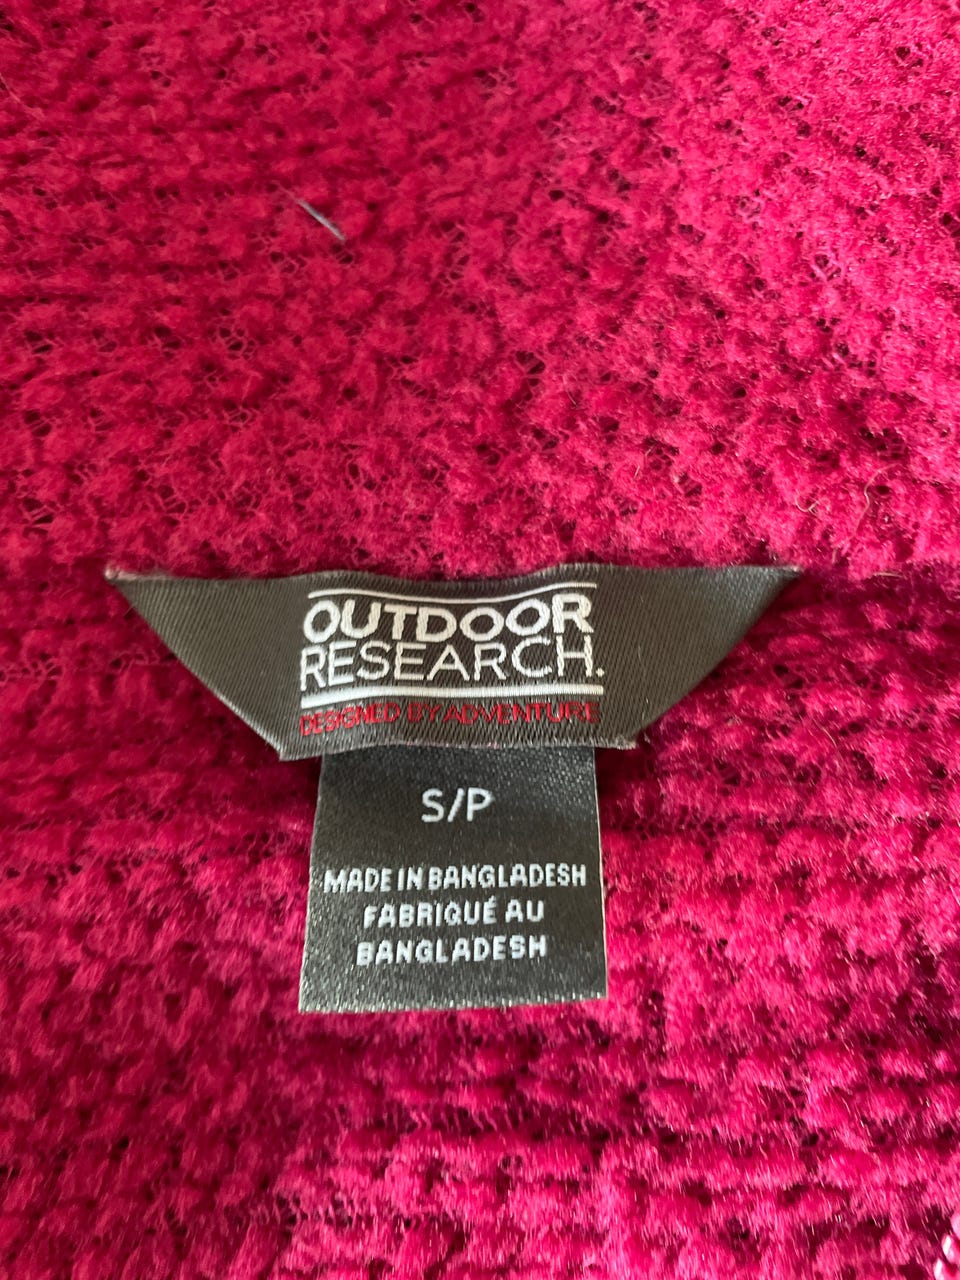 OUTDOOR
RESEARCH.
DESIGNED BY ADVENTURE
S/P
MADE IN BANGLADESH
FABRIQUÉ AU
BANGLADESH